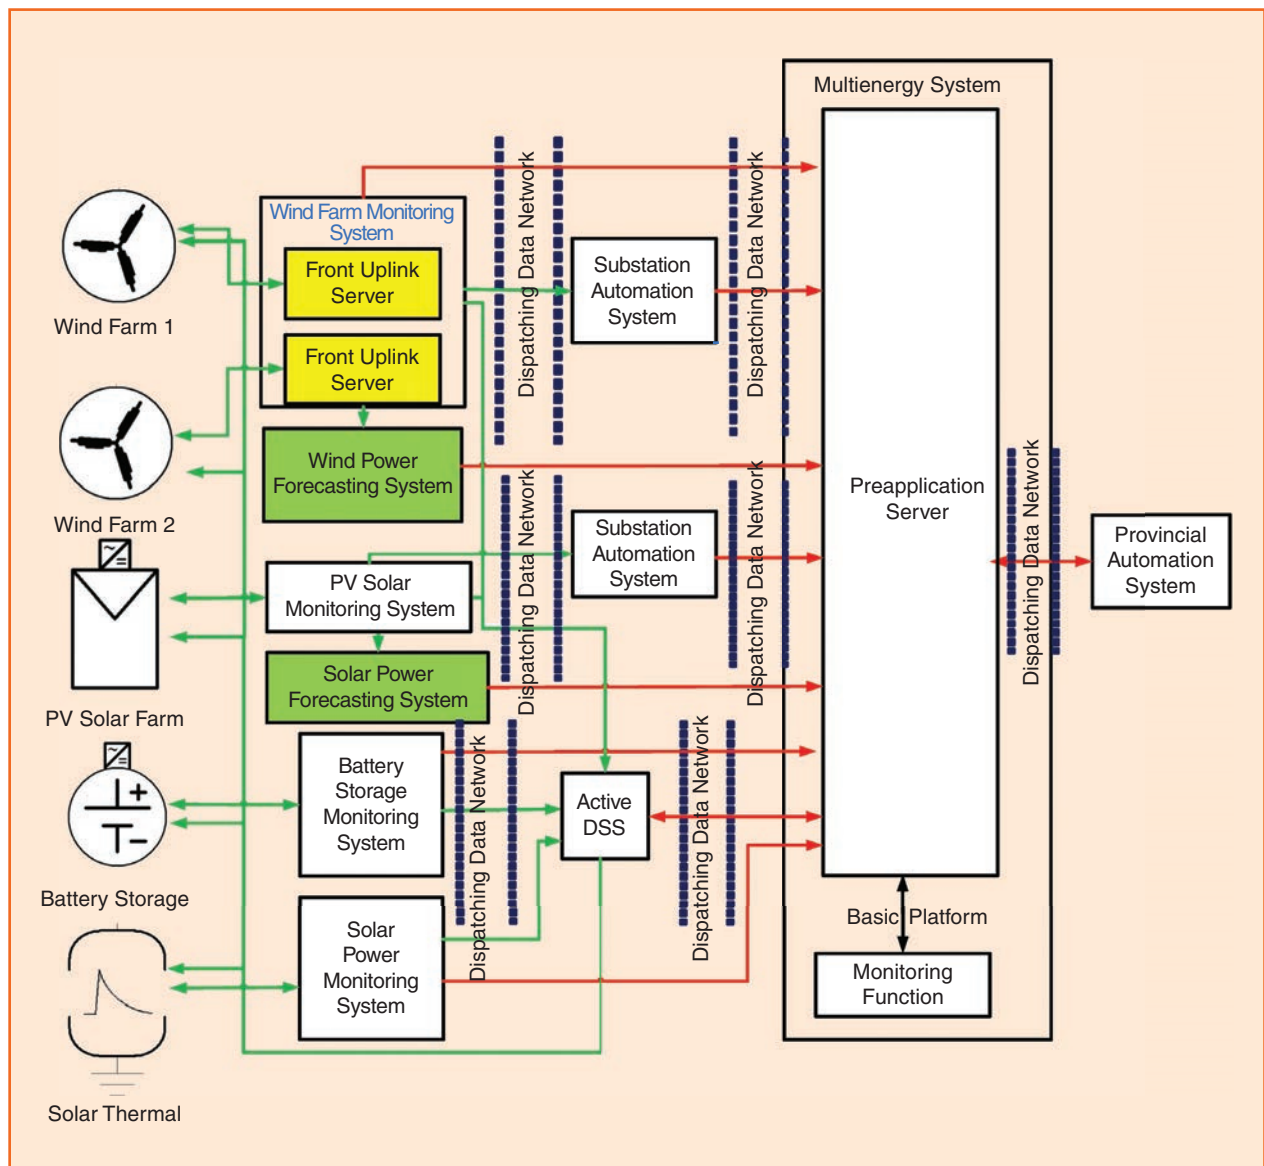 Multienergy System
Wind Farm Monitoring
System
Front Uplink
Server
Front Uplink
Server
Wind Farm 1
Wind Farm 2
Wind Power
Forecasting System
Dispatching Data Network
Substation
Automation
System
Dispatching Data Network
Preapplication
Server
Dispatching Data Network
Provincial
Automation
System
PV Solar
Monitoring System
Dispatching Data Network
Substation
Automation
System
Dispatching Data Network
Solar Power
Forecasting System
PV Solar Farm
Battery
Storage
Monitoring
System
Dispatching Data Network
Active
DSS
Dispatching Data Network
Battery Storage
Solar
Power
Monitoring
System
Basic Platform
Monitoring
Function
Solar Thermal